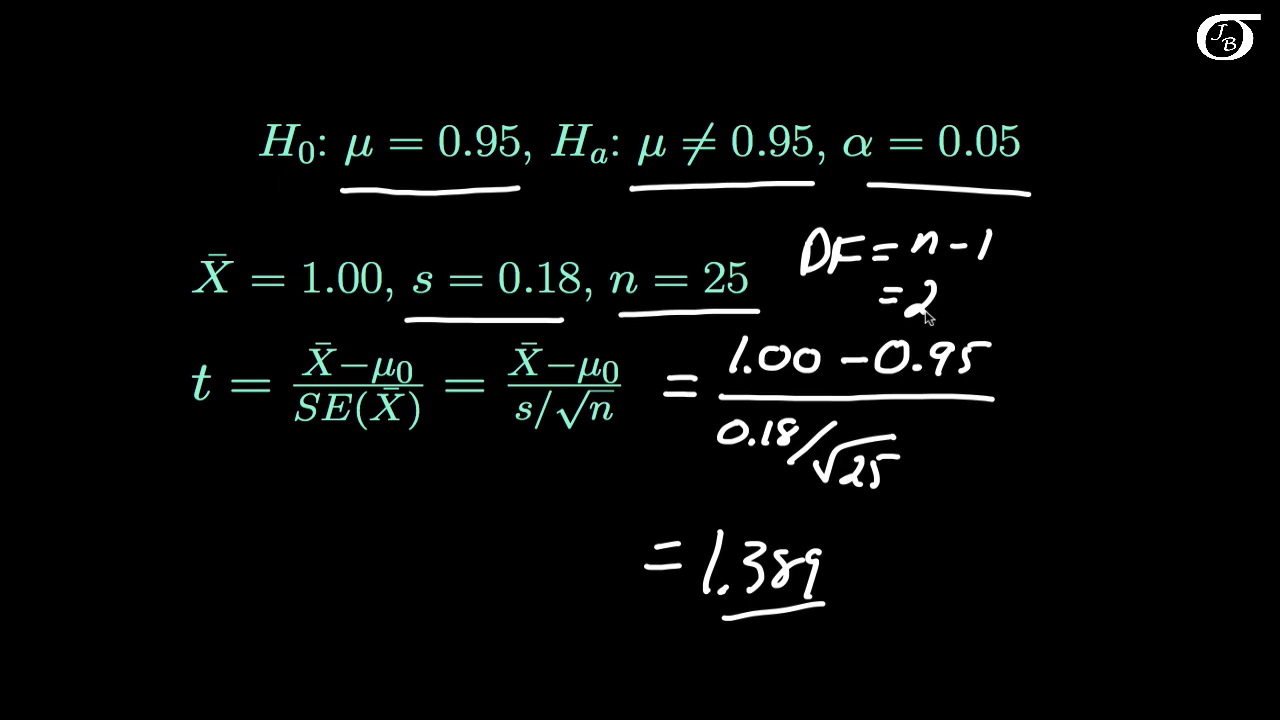 J
B
H₀: μ = 0.95, Hₐ: μ ≠ 0.95, α = 0.05
DF = n - 1
X̄ = 1.00, s = 0.18, n = 25
= 2
t = X̄−μ₀ / SE(X̄) = X̄−μ₀ / s/√n = 1.00 - 0.95 / 0.18/√25
= 1.389